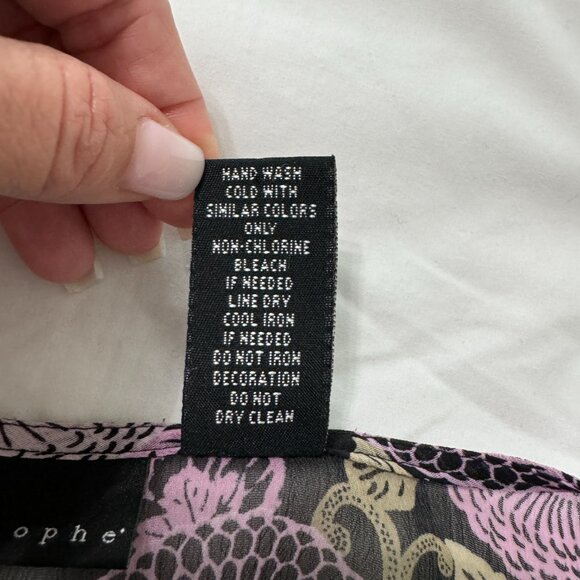 HAND WASH
COLD WITH
SIMILAR COLORS
ONLY
NON-CHLORINE
BLEACH
IF NEEDED
LINE DRY
COOL IRON
IF NEEDED
DO NOT IRON
DECORATION
DO NOT
DRY CLEAN
ophe